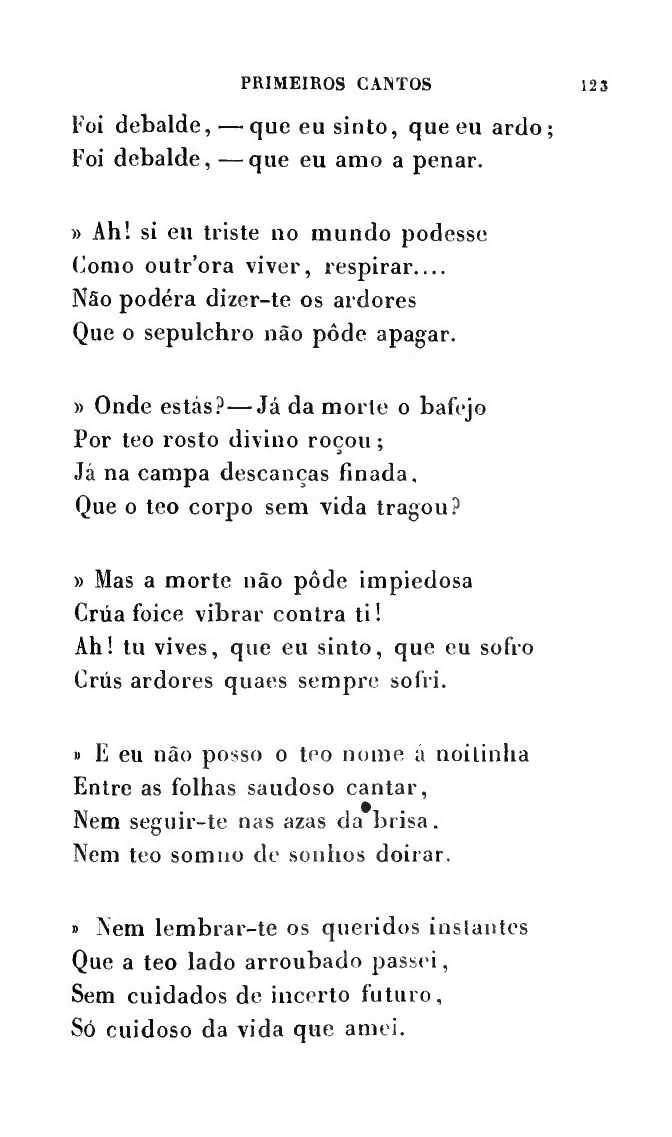 PRIMEIROS CANTOS 123
Foi debalde, — que eu sinto, que eu ardo;
Foi debalde, — que eu amo a penar.
» Ah! si eu triste no mundo podesse
Como outr'ora viver, respirar....
Não podéra dizer-te os ardores
Que o sepulchro não pôde apagar.
» Onde estás?—Já da morte o bafejo
Por teo rosto divino roçou;
Já na campa descanças finada.
Que o teo corpo sem vida tragou?
» Mas a morte não pôde impiedosa
Crúa foice vibrar contra ti!
Ah! tu vives, que eu sinto, que eu sofro
Crús ardores quaes sempre sofri.
» E eu não posso o teo nome á noitinha
Entre as folhas saudoso cantar,
Nem seguir-te nas azas da brisa.
Nem teo somno de sonhos doirar.
» Nem lembrar-te os queridos instantes
Que a teo lado arroubado passei,
Sem cuidados de incerto futuro,
Só cuidoso da vida que amei.